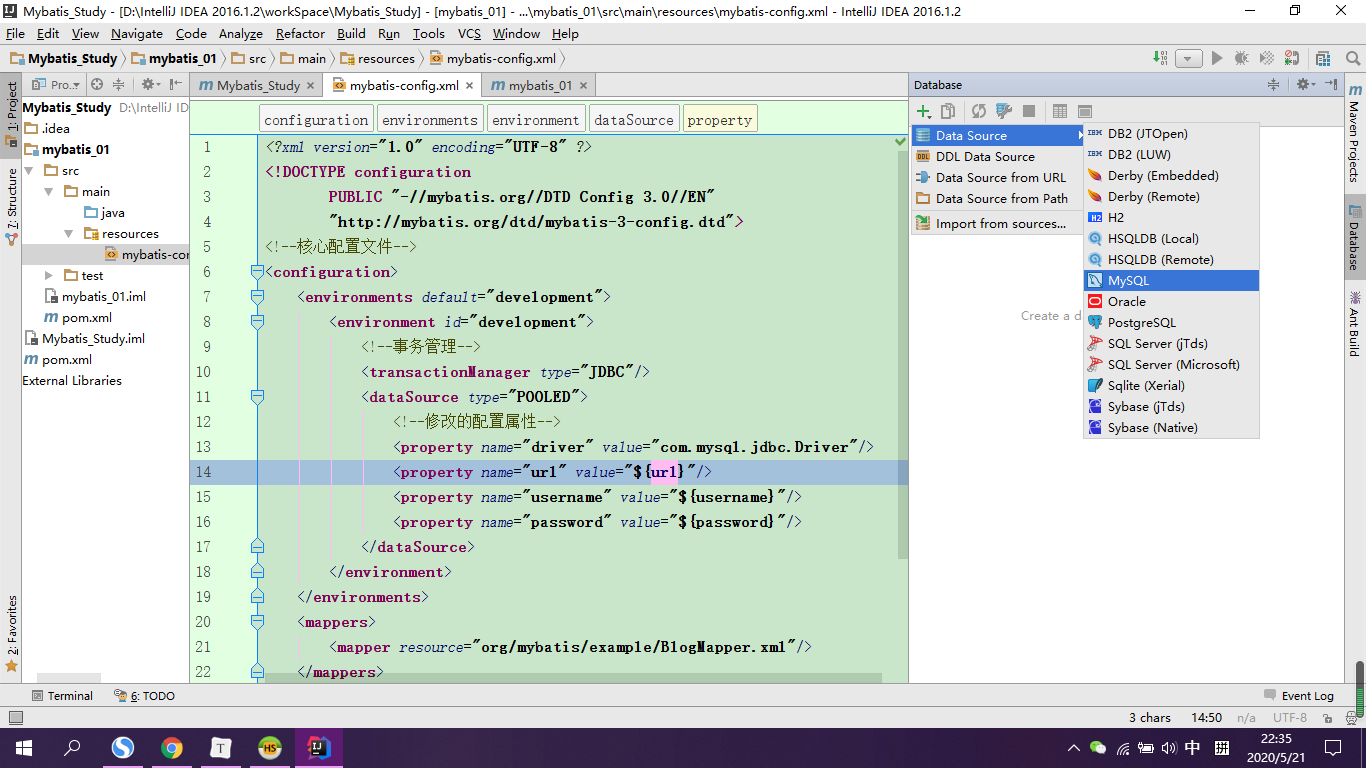 Mybatis_Study - [D:\IntelliJ IDEA 2016.1.2\workSpace\Mybatis_Study] - [mybatis_01] - ...\mybatis_01\src\main\resources\mybatis-config.xml - IntelliJ IDEA 2016.1.2
File Edit View Navigate Code Analyze Refactor Build Run Tools VCS Window Help
Mybatis_Study mybatis_01 src main resources mybatis-config.xml
1: Project
7: Structure
2: Favorites
Pro...
Mybatis_Study D:\IntelliJ ID
.idea
mybatis_01
src
main
java
resources
mybatis-cor
test
mybatis_01.iml
pom.xml
Mybatis_Study.iml
pom.xml
External Libraries
Mybatis_Study mybatis-config.xml mybatis_01
configuration environments environment dataSource property
1 <?xml version="1.0" encoding="UTF-8" ?>
2 <!DOCTYPE configuration
3 PUBLIC "-//mybatis.org//DTD Config 3.0//EN"
4 "http://mybatis.org/dtd/mybatis-3-config.dtd">
5 <!--核心配置文件-->
6 <configuration>
7 <environments default="development">
8 <environment id="development">
9 <!--事务管理-->
10 <transactionManager type="JDBC"/>
11 <dataSource type="POOLED">
12 <!--修改的配置属性-->
13 <property name="driver" value="com.mysql.jdbc.Driver"/>
14 <property name="url" value="${url}"/>
15 <property name="username" value="${username}"/>
16 <property name="password" value="${password}"/>
17 </dataSource>
18 </environment>
19 </environments>
20 <mappers>
21 <mapper resource="org/mybatis/example/BlogMapper.xml"/>
22 </mappers>
Database
Data Source
DDL Data Source
Data Source from URL
Data Source from Path
Import from sources...
Create a d
IBM DB2 (JTOpen)
IBM DB2 (LUW)
Derby (Embedded)
Derby (Remote)
H2 H2
HSQLDB (Local)
HSQLDB (Remote)
MySQL
Oracle
PostgreSQL
SQL Server (jTds)
SQL Server (Microsoft)
Sqlite (Xerial)
Sybase (jTds)
Sybase (Native)
Maven Projects
Database
Ant Build
Terminal 6: TODO Event Log
3 chars 14:50 n/a UTF-8
T HS IJ 中 拼 22:35
2020/5/21